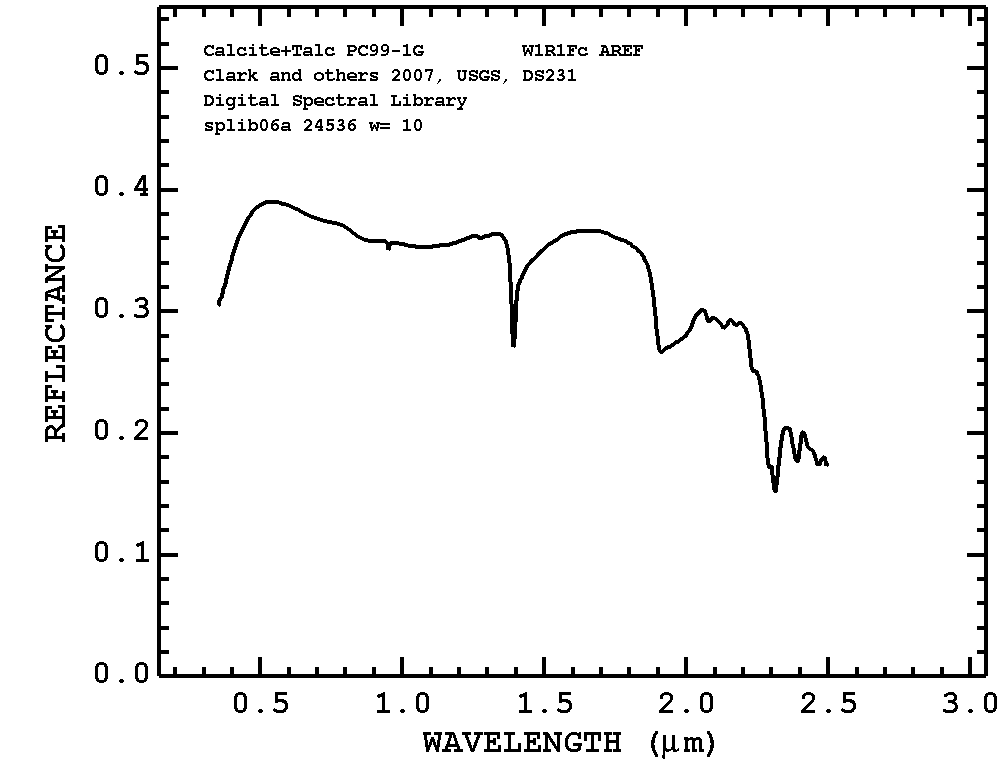 Calcite+Talc PC99-1G W1R1Fc AREF
Clark and others 2007, USGS, DS231
Digital Spectral Library
splib06a 24536 w= 10
0.5
0.4
0.3
0.2
0.1
0.0
REFLECTANCE
0.5 1.0 1.5 2.0 2.5 3.0
WAVELENGTH (μm)